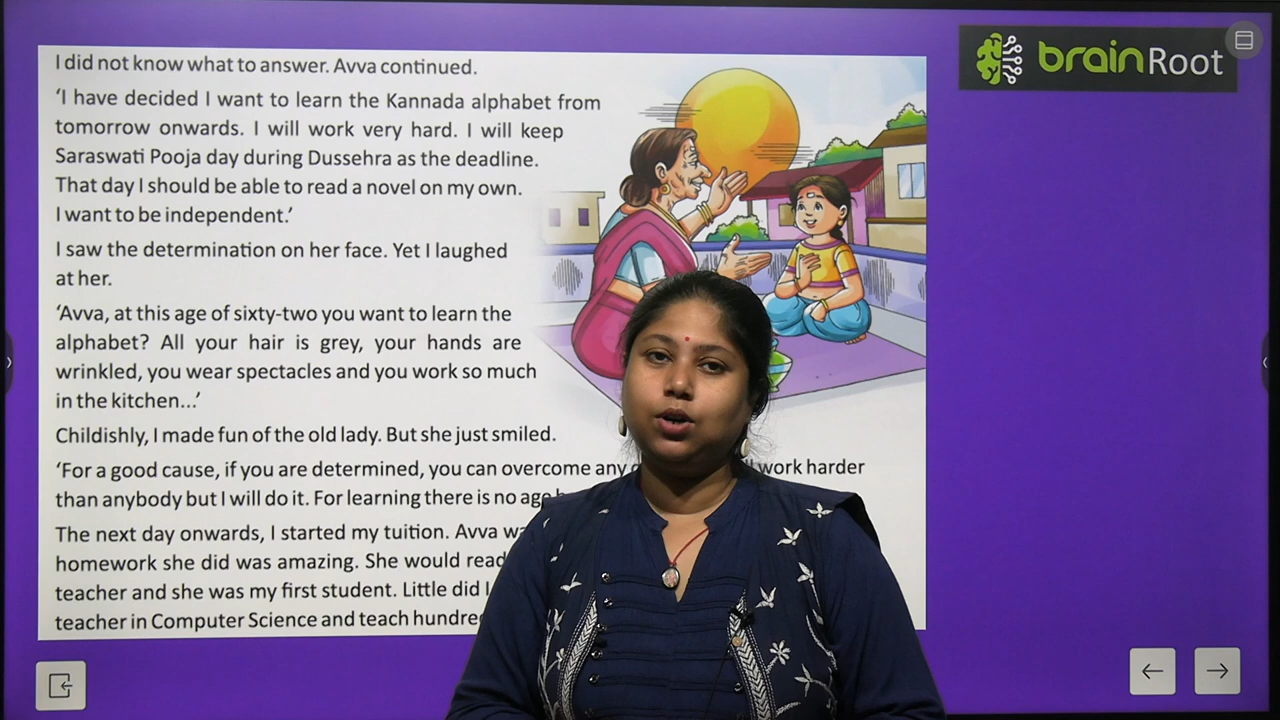 I did not know what to answer. Avva continued.
‘I have decided I want to learn the Kannada alphabet from
tomorrow onwards. I will work very hard. I will keep
Saraswati Pooja day during Dussehra as the deadline.
That day I should be able to read a novel on my own.
I want to be independent.’
I saw the determination on her face. Yet I laughed
at her.
‘Avva, at this age of sixty-two you want to learn the
alphabet? All your hair is grey, your hands are
wrinkled, you wear spectacles and you work so much
in the kitchen...’
Childishly, I made fun of the old lady. But she just smiled.
‘For a good cause, if you are determined, you can overcome any work harder
than anybody but I will do it. For learning there is no age
The next day onwards, I started my tuition. Avva
homework she did was amazing. She would read
teacher and she was my first student. Little did I
teacher in Computer Science and teach
brainRoot